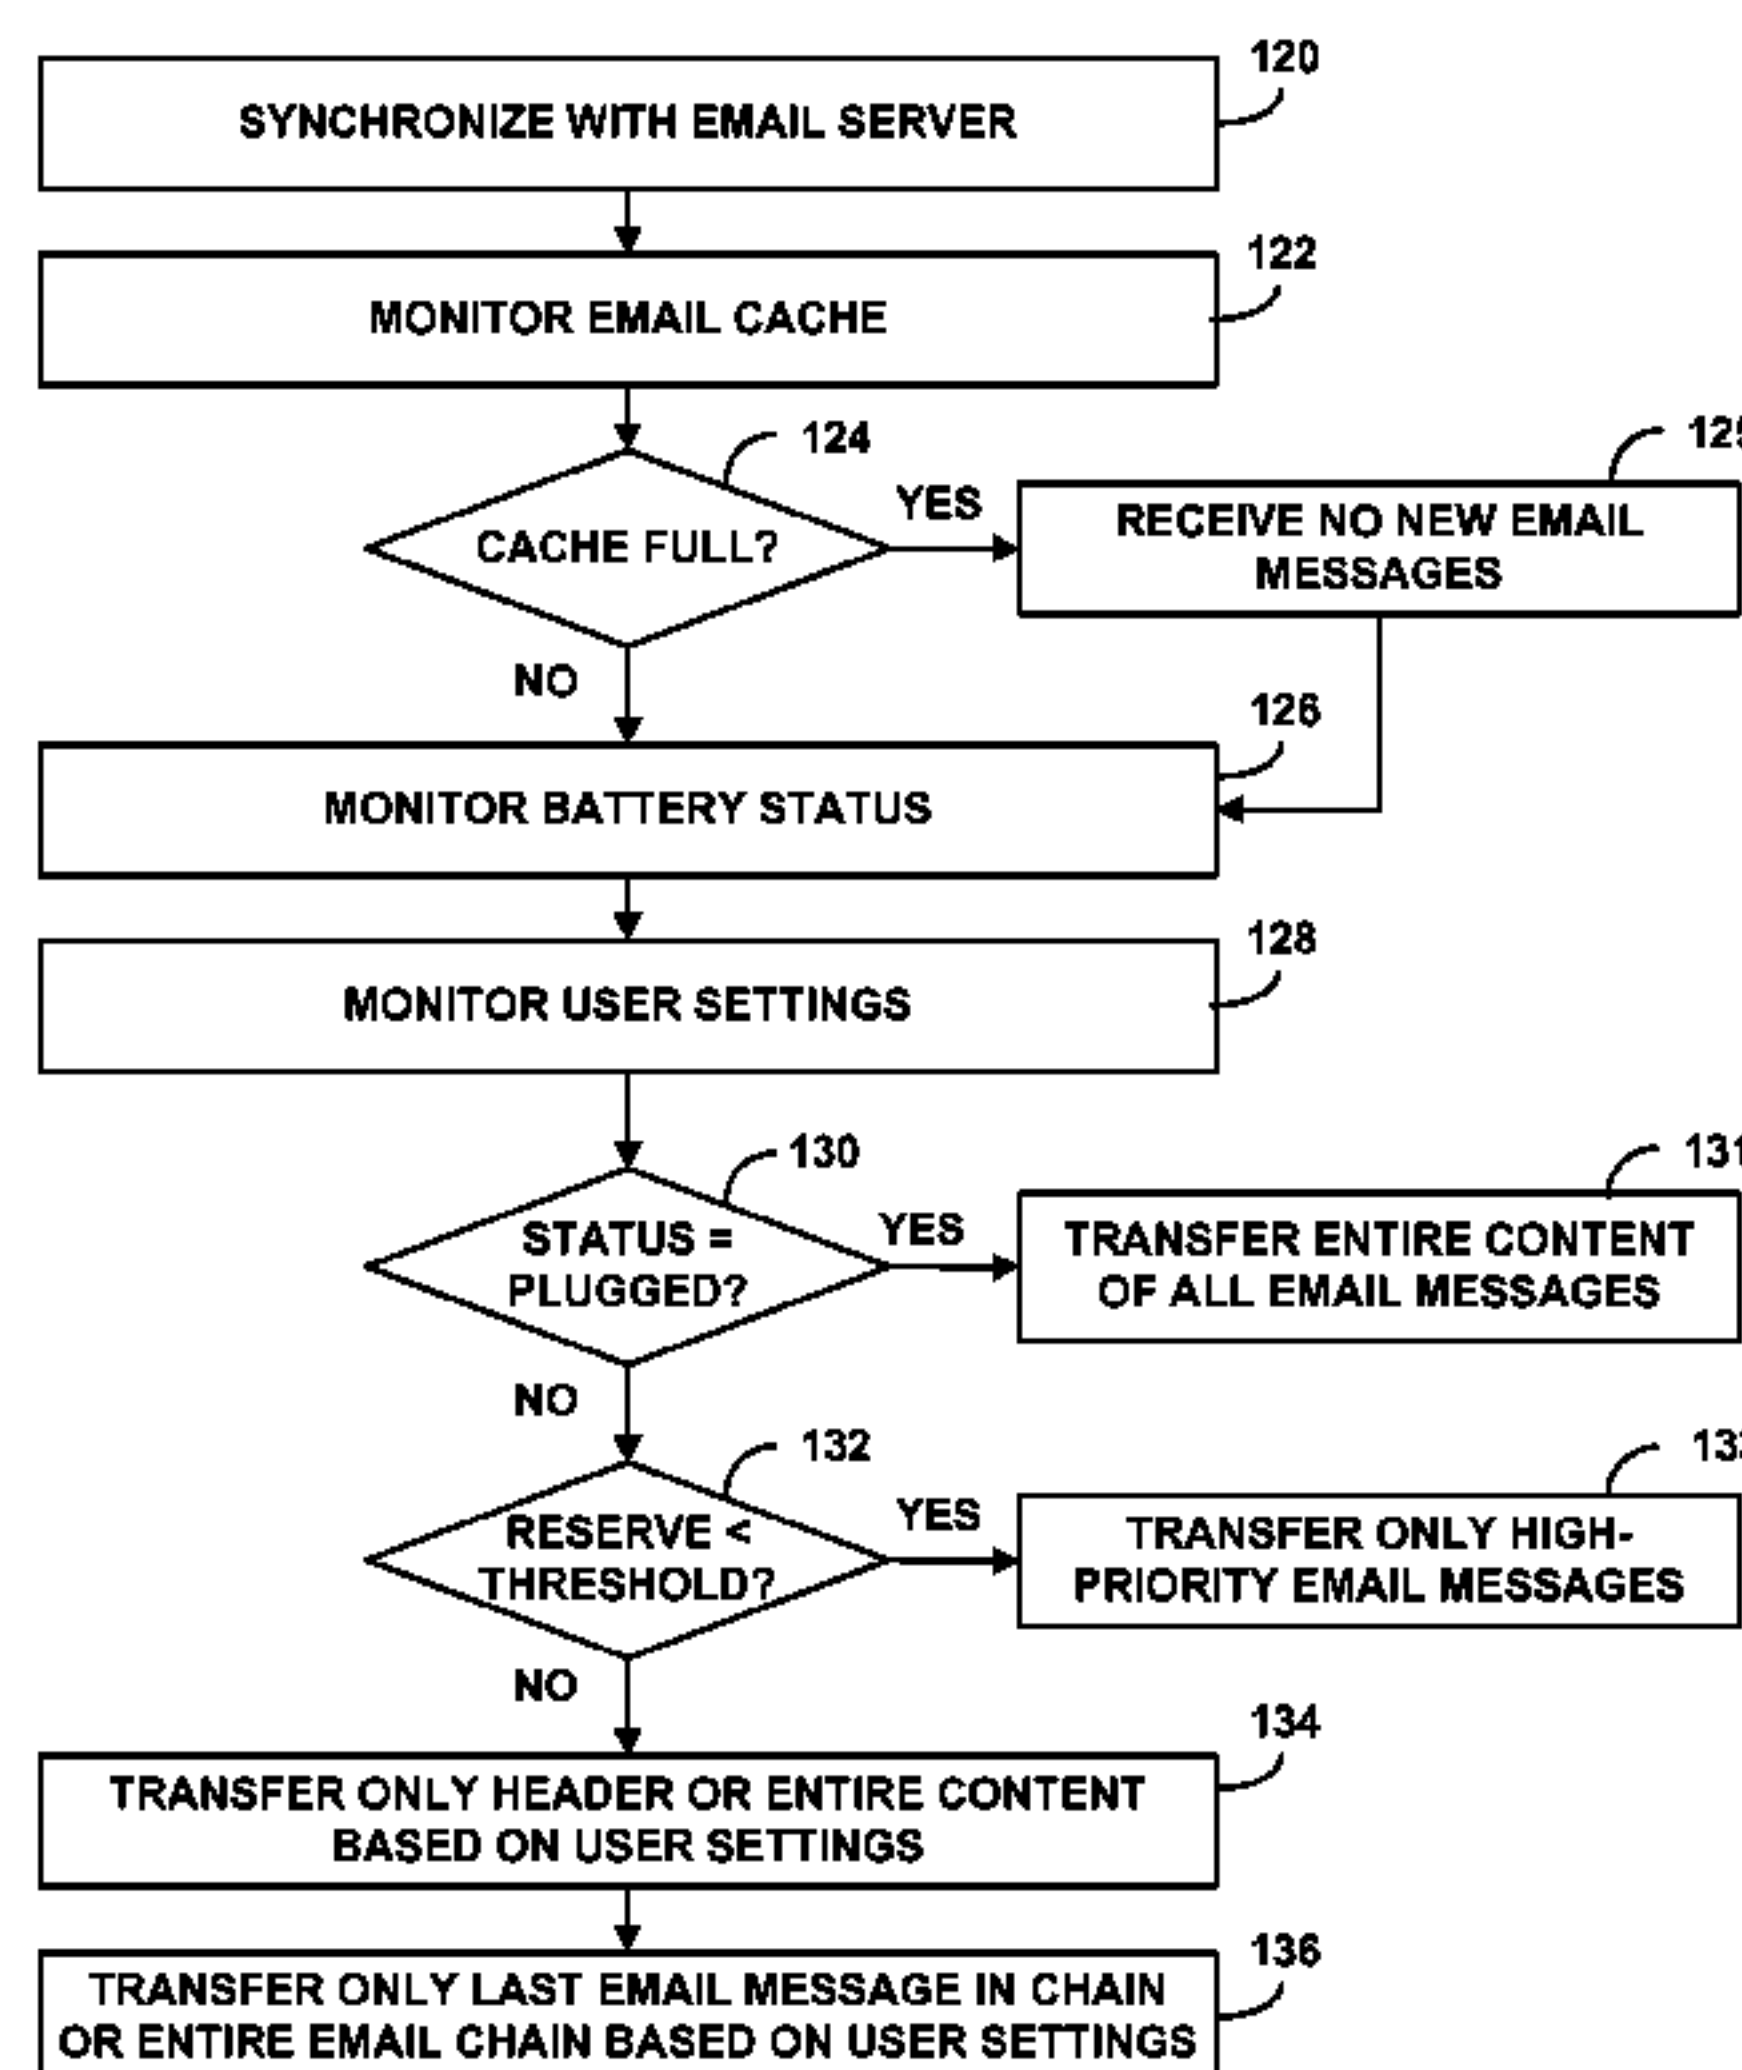 120
SYNCHRONIZE WITH EMAIL SERVER
122
MONITOR EMAIL CACHE
124
CACHE FULL?
YES
RECEIVE NO NEW EMAIL
MESSAGES
NO
126
MONITOR BATTERY STATUS
128
MONITOR USER SETTINGS
130
131
STATUS =
PLUGGED?
YES
TRANSFER ENTIRE CONTENT
OF ALL EMAIL MESSAGES
NO
132
RESERVE <
THRESHOLD?
YES
TRANSFER ONLY HIGH-
PRIORITY EMAIL MESSAGES
NO
134
TRANSFER ONLY HEADER OR ENTIRE CONTENT
BASED ON USER SETTINGS
136
TRANSFER ONLY LAST EMAIL MESSAGE IN CHAIN
OR ENTIRE EMAIL CHAIN BASED ON USER SETTINGS